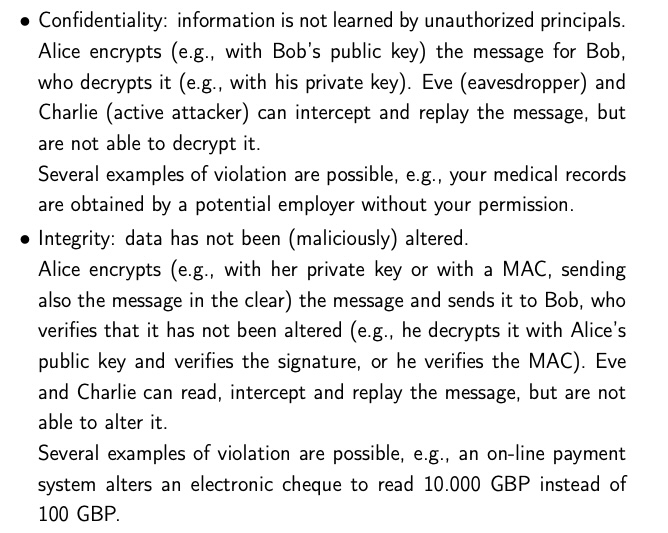 • Confidentiality: information is not learned by unauthorized principals.
Alice encrypts (e.g., with Bob's public key) the message for Bob,
who decrypts it (e.g., with his private key). Eve (eavesdropper) and
Charlie (active attacker) can intercept and replay the message, but
are not able to decrypt it.
Several examples of violation are possible, e.g., your medical records
are obtained by a potential employer without your permission.
• Integrity: data has not been (maliciously) altered.
Alice encrypts (e.g., with her private key or with a MAC, sending
also the message in the clear) the message and sends it to Bob, who
verifies that it has not been altered (e.g., he decrypts it with Alice's
public key and verifies the signature, or he verifies the MAC). Eve
and Charlie can read, intercept and replay the message, but are not
able to alter it.
Several examples of violation are possible, e.g., an on-line payment
system alters an electronic cheque to read 10.000 GBP instead of
100 GBP.